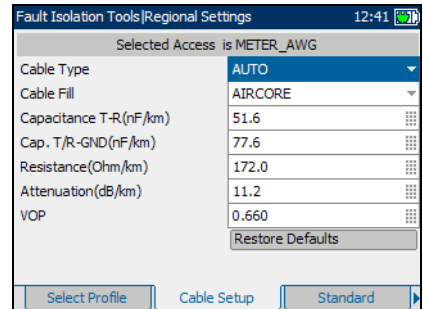 Fault Isolation Tools|Regional Settings 12:41
Selected Access is METER_AWG
Cable Type AUTO
Cable Fill AIRCORE
Capacitance T-R(nF/km) 51.6
Cap. T/R-GND(nF/km) 77.6
Resistance(Ohm/km) 172.0
Attenuation(dB/km) 11.2
VOP 0.660
Restore Defaults
Select Profile Cable Setup Standard